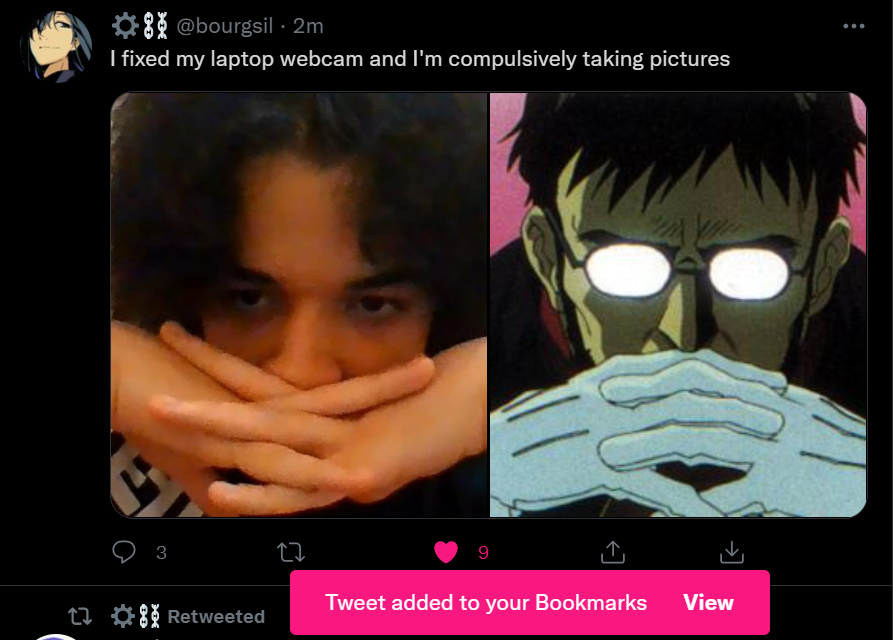 ⚙️⛓️ @bourgsil · 2m
I fixed my laptop webcam and I'm compulsively taking pictures
3
9
Tweet added to your Bookmarks View
⚙️⛓️ Retweeted